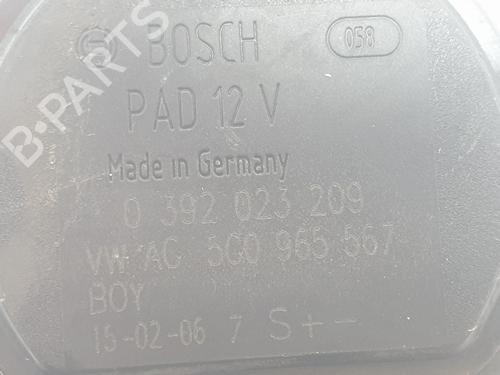 BOSCH 058
PAD 12 V
Made in Germany
0 392 023 209
VW AG 5G0 965 567
BOY
15-02-06 7 S + -
B-PARTS